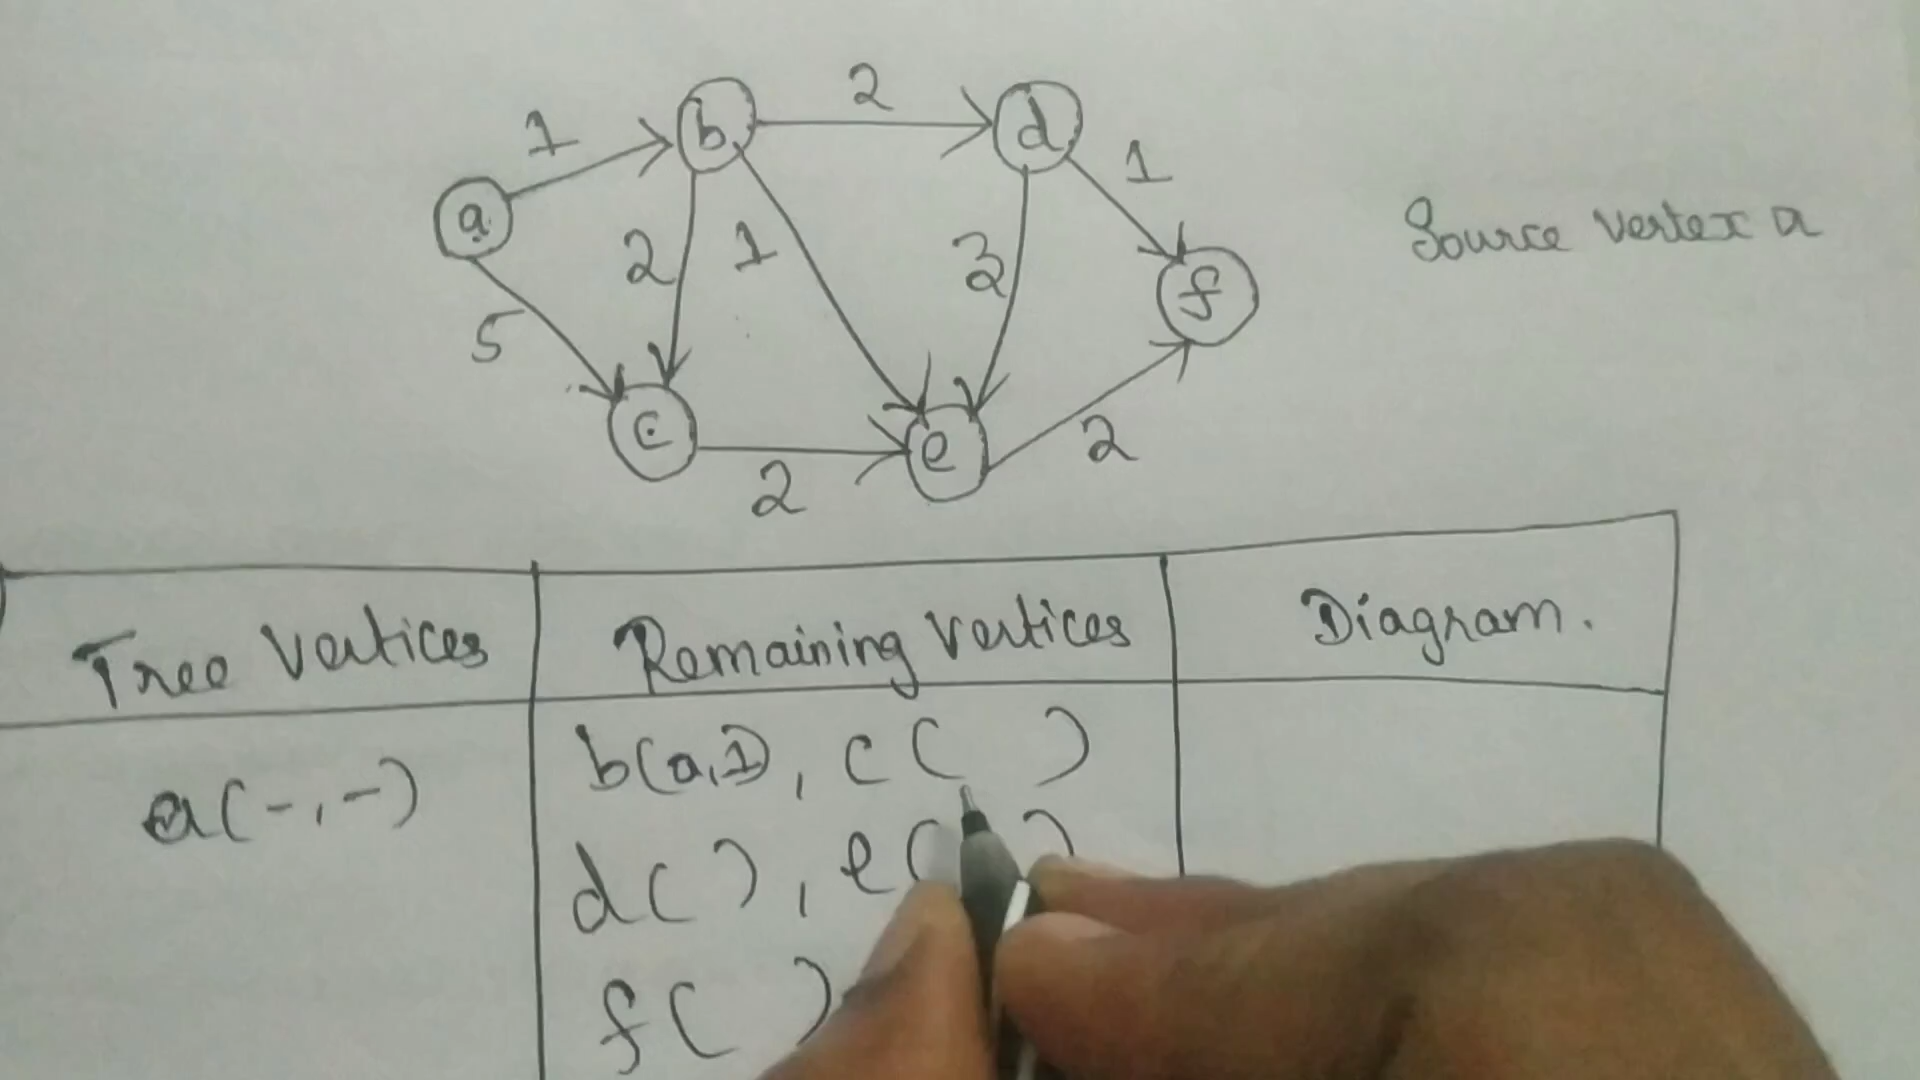 1
b
2
d
1
a
2
1
3
f
Source vertex a
5
c
2
e
2
Tree Vertices
Remaining Vertices
Diagram.
a(-,-)
b(a,1), c( )
d( ), e( )
f( )